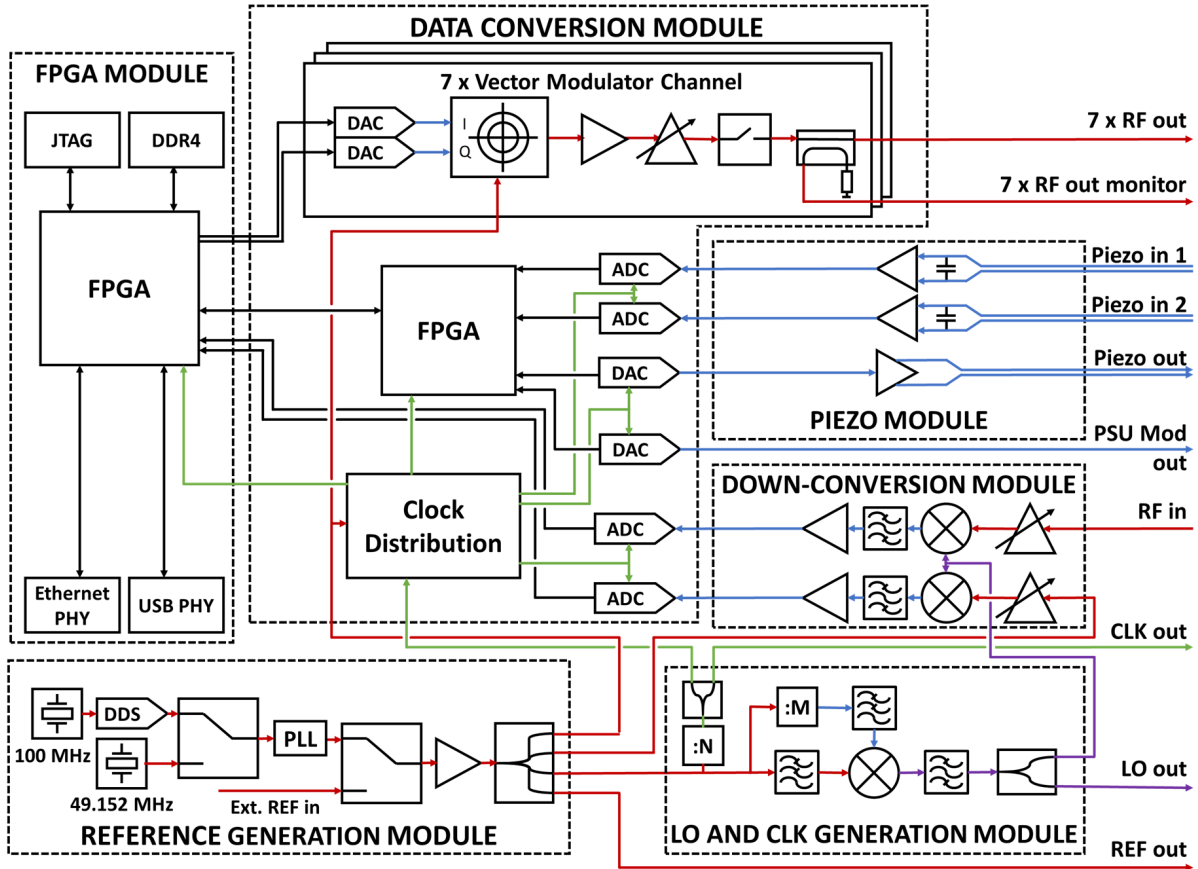 DATA CONVERSION MODULE
FPGA MODULE
7 x Vector Modulator Channel
JTAG
DDR4
DAC
I
DAC
Q
7 x RF out
7 x RF out monitor
FPGA
FPGA
ADC
Piezo in 1
ADC
Piezo in 2
DAC
Piezo out
PIEZO MODULE
DAC
PSU Mod
out
DOWN-CONVERSION MODULE
Clock
Distribution
ADC
RF in
ADC
Ethernet
PHY
USB PHY
CLK out
DDS
100 MHz
PLL
49.152 MHz
Ext. REF in
REFERENCE GENERATION MODULE
:M
:N
LO out
LO AND CLK GENERATION MODULE
REF out